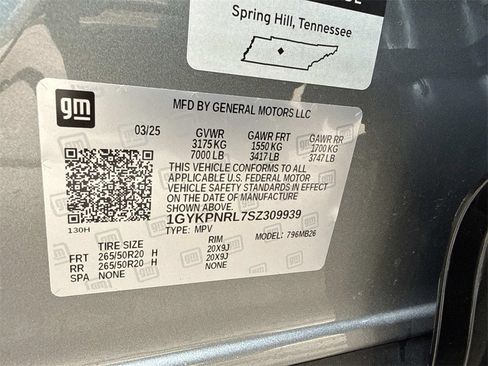 Spring Hill, Tennessee
gm
MFD BY GENERAL MOTORS LLC
03/25 GVWR GAWR FRT GAWR RR
3175 KG 1550 KG 1700 KG
7000 LB 3417 LB 3747 LB
THIS VEHICLE CONFORMS TO ALL
APPLICABLE U.S. FEDERAL MOTOR
VEHICLE SAFETY STANDARDS IN EFFECT
ON THE DATE OF MANUFACTURE
SHOWN ABOVE.
1GYKPNRL7SZ309939
130H TYPE: MPV MODEL: 796MB26
TIRE SIZE RIM
FRT 265/50R20 H 20X9J
RR 265/50R20 H 20X9J
SPA NONE NONE